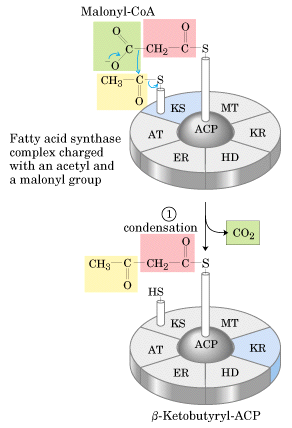 Malonyl-CoA
O
O
C—CH2—C—S
−O
CH3—C—S
O
KS
MT
AT
ACP
KR
ER
HD
Fatty acid synthase
complex charged
with an acetyl and
a malonyl group
1
condensation
CO2
O
CH3—C—CH2—C—S
O
HS
KS
MT
AT
ACP
KR
ER
HD
β-Ketobutyryl-ACP